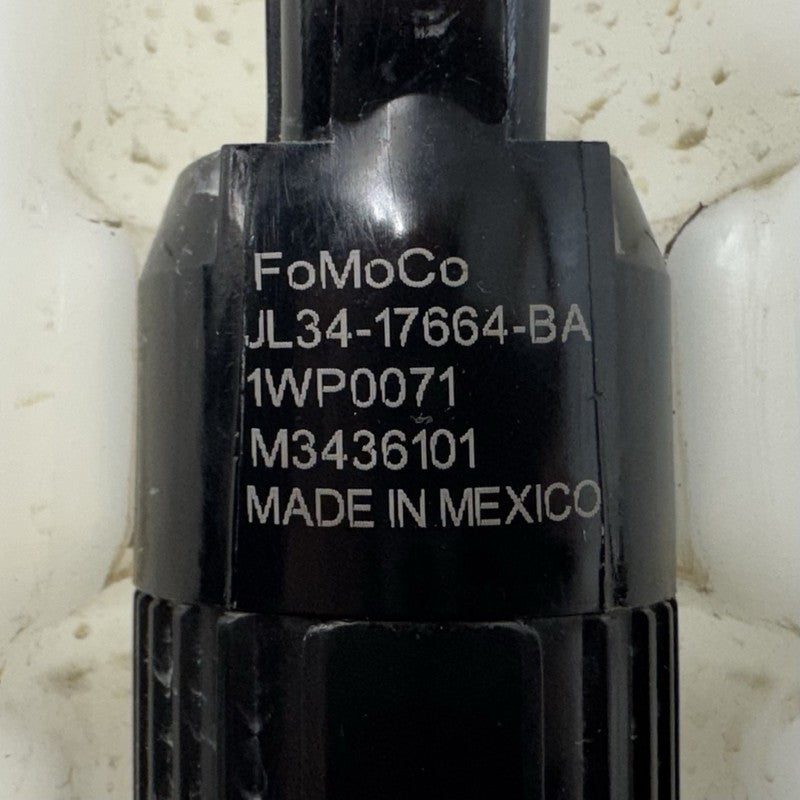 FoMoCo
JL34-17664-BA
1WP0071
M3436101
MADE IN MEXICO